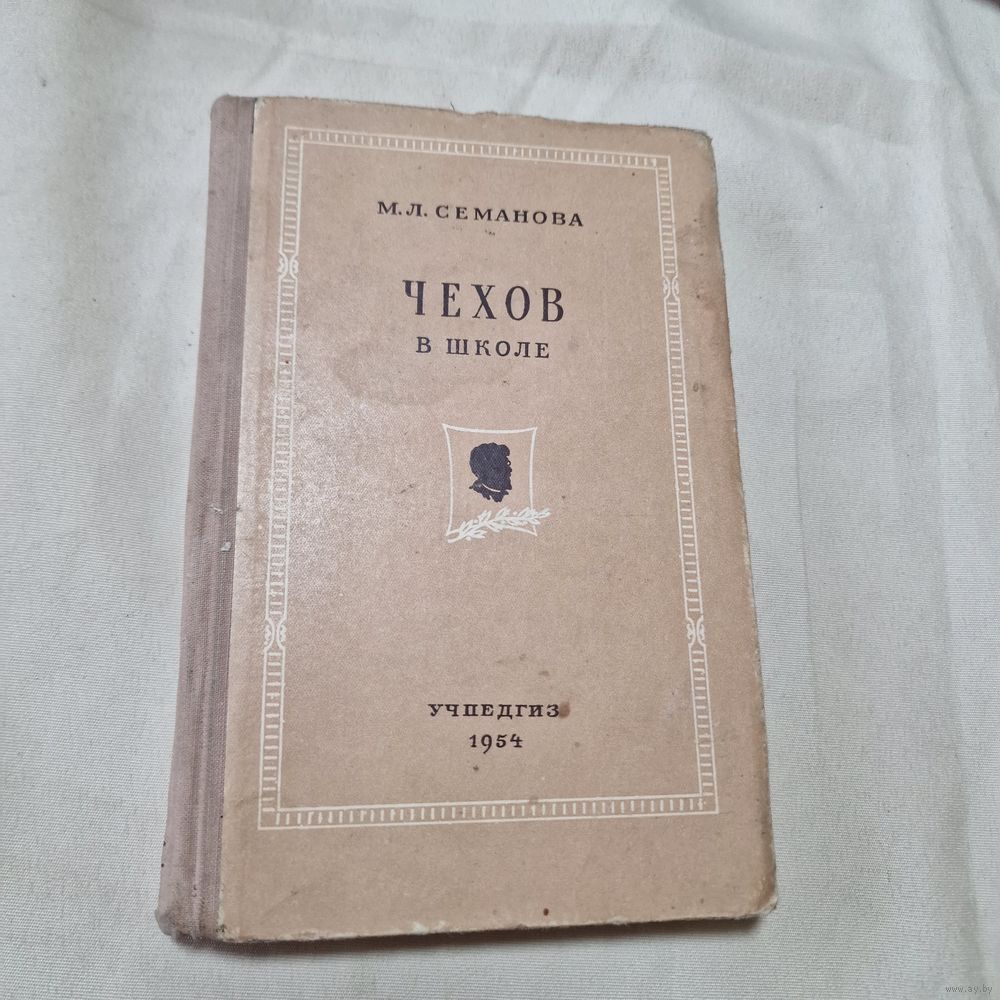 М.Л. СЕМАНОВА
ЧЕХОВ
В ШКОЛЕ
УЧПЕДГИЗ
1954
www.ay.by